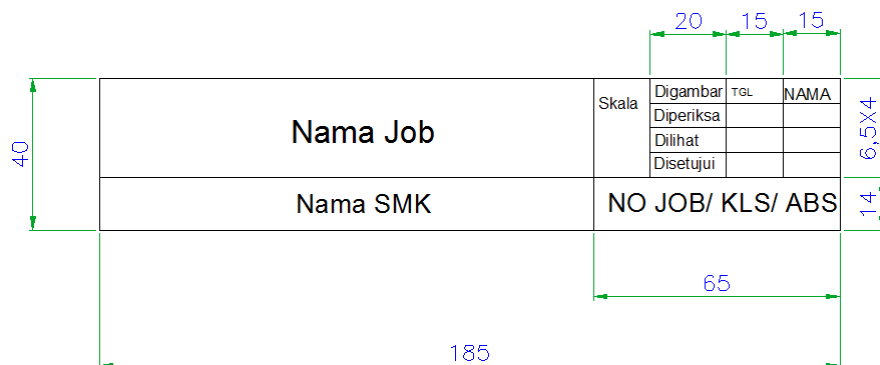 20 15 15
Nama Job
Skala
Digambar TGL NAMA
Diperiksa
Dilihat
Disetujui
40
6,5X4
Nama SMK
NO JOB/ KLS/ ABS
14
65
185